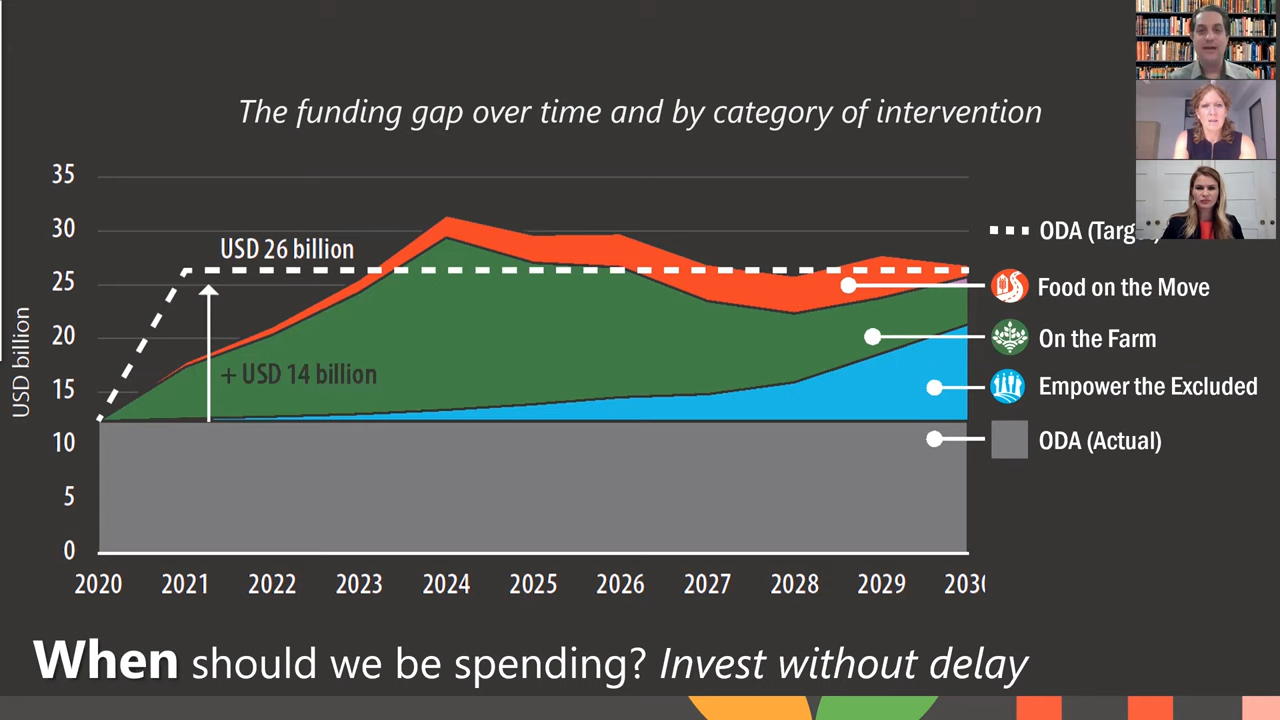 The funding gap over time and by category of intervention
35
30
25
20
15
10
5
0
USD billion
USD 26 billion
+ USD 14 billion
2020 2021 2022 2023 2024 2025 2026 2027 2028 2029
ODA
Food on the Move
On the Farm
Empower the Excluded
ODA (Actual)
When should we be spending? Invest without delay